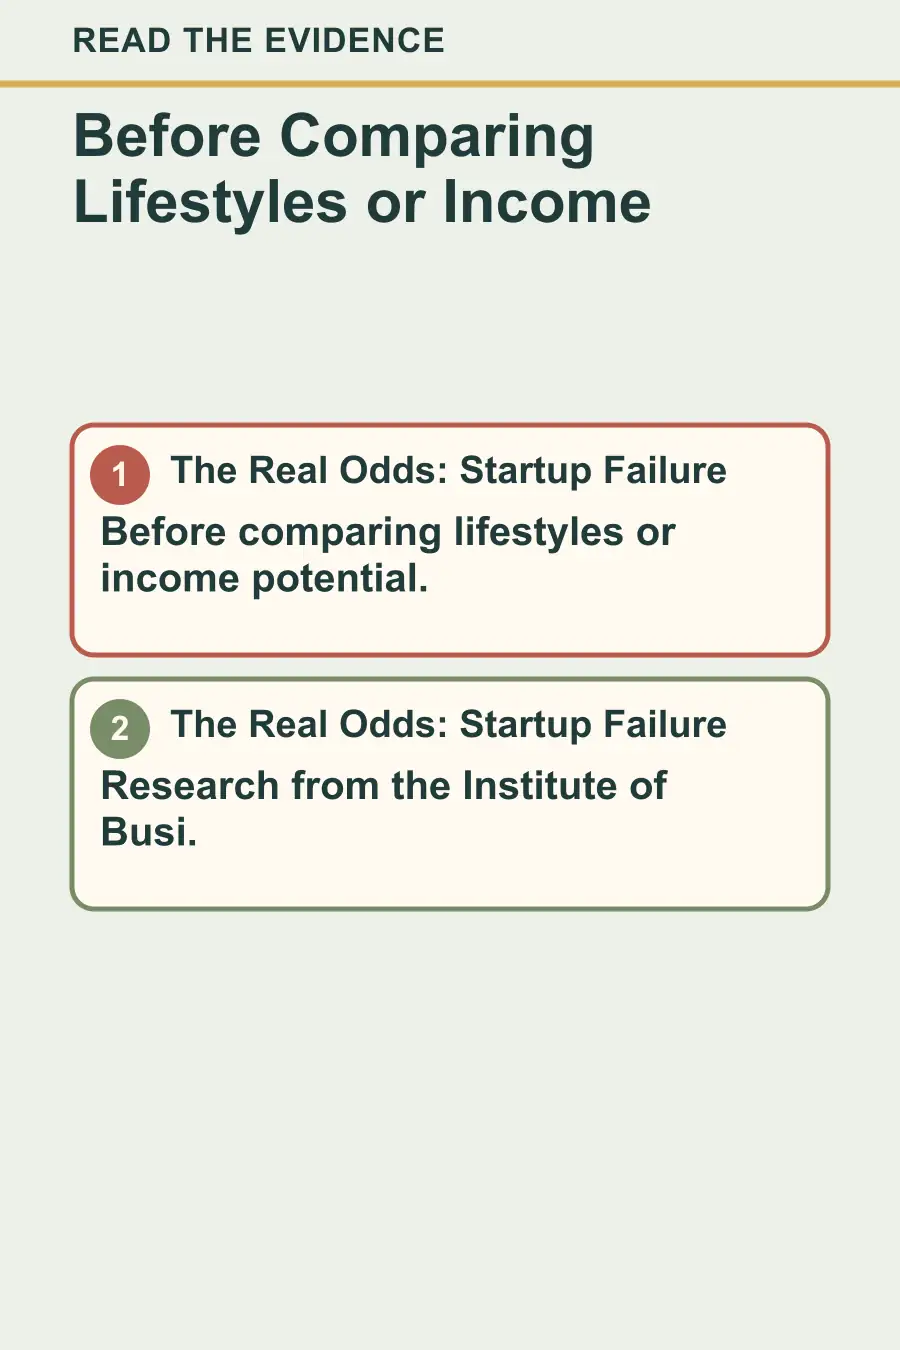 READ THE EVIDENCE
Before Comparing
Lifestyles or Income
1 The Real Odds: Startup Failure
Before comparing lifestyles or
income potential.
2 The Real Odds: Startup Failure
Research from the Institute of
Busi.